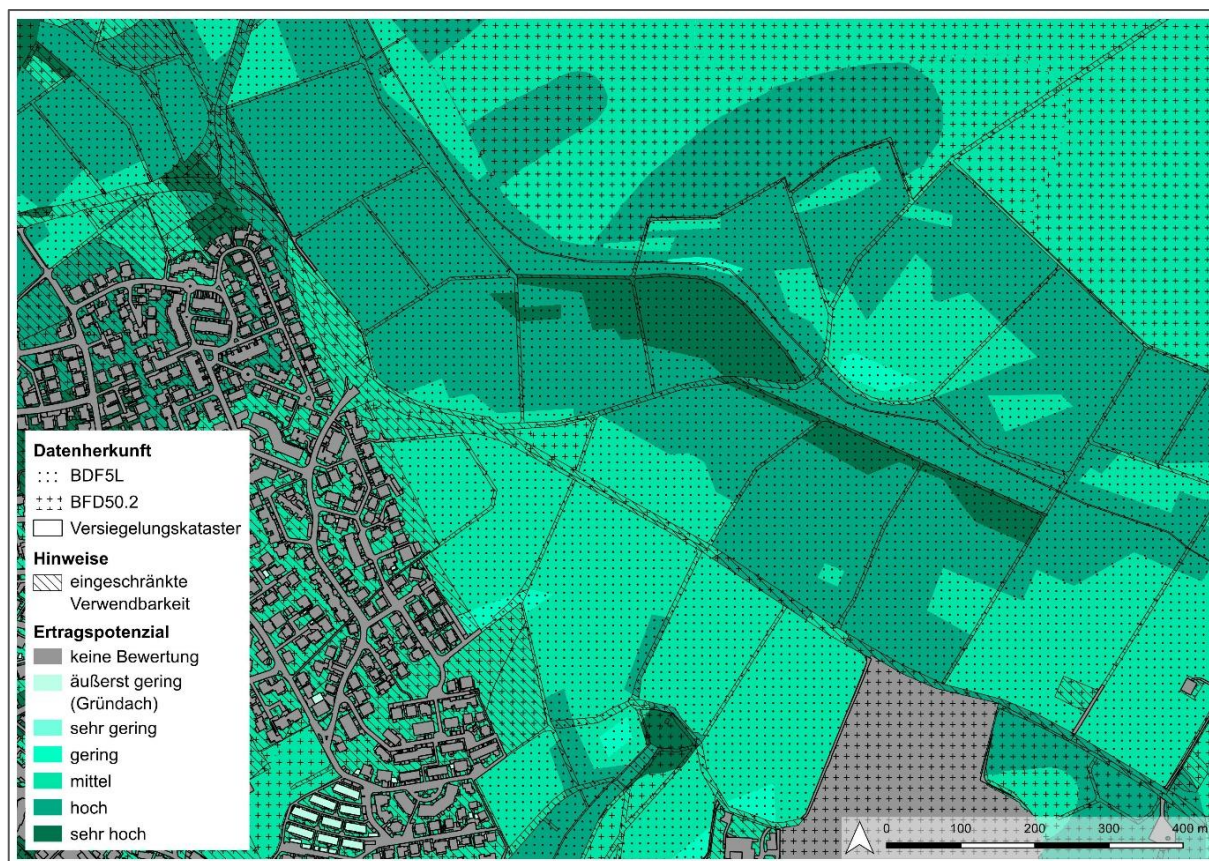 Datenherkunft
BDF5L
BFD50.2
Versiegelungskataster
Hinweise
eingeschränkte
Verwendbarkeit
Ertragspotenzial
keine Bewertung
äußerst gering
(Gründach)
sehr gering
gering
mittel
hoch
sehr hoch
0 100 200 300 400 m